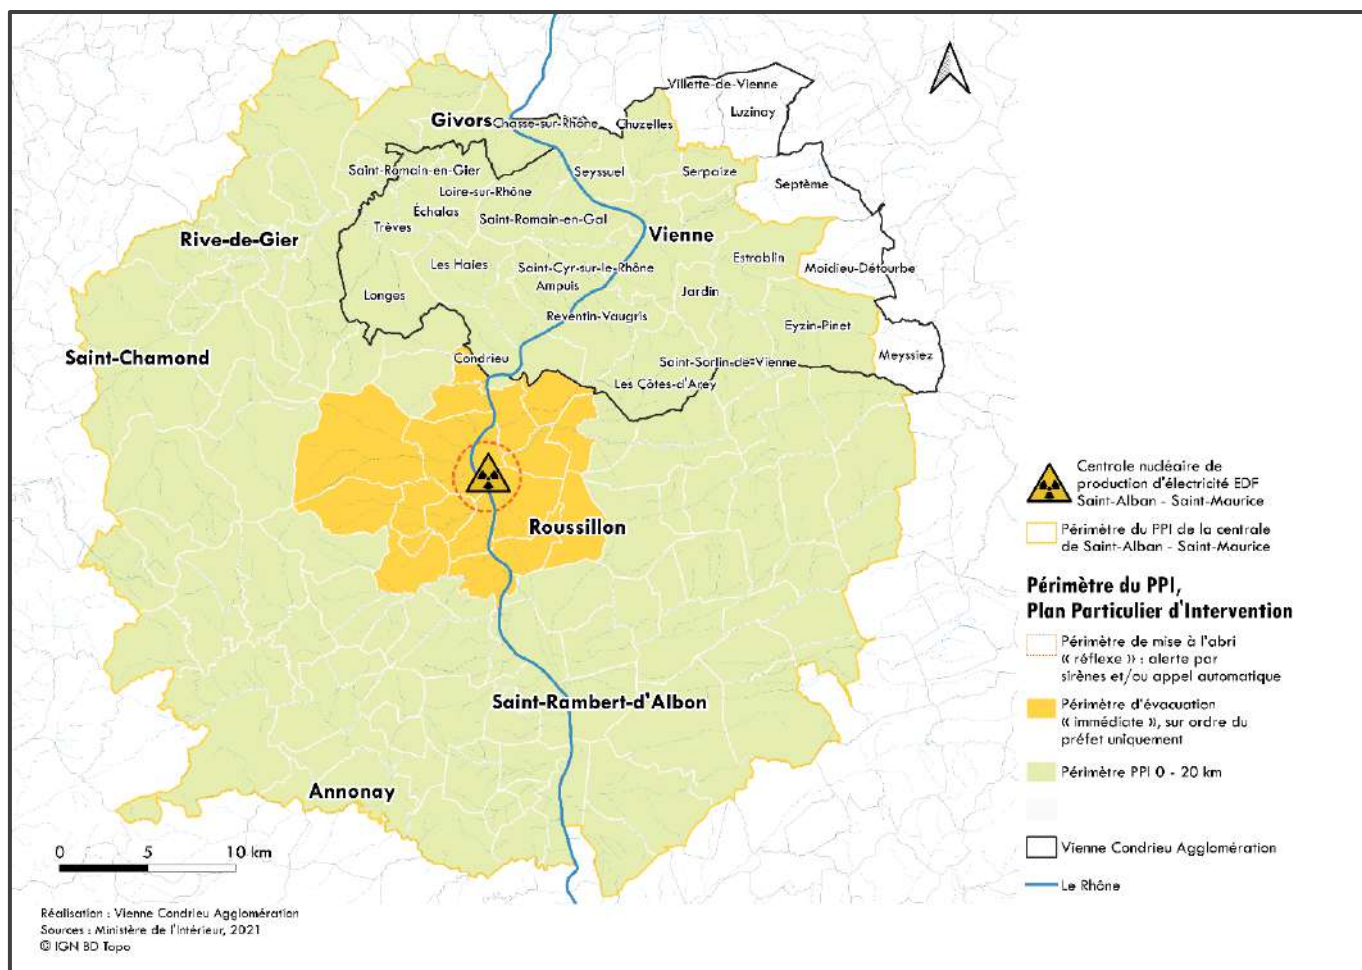 Villette-de-Vienne
Luzinay
Givors
Chasse-sur-Rhône
Chuzelles
Saint-Romain-en-Gier
Seyssuel
Serpaize
Septème
Loire-sur-Rhône
Échalas
Saint-Romain-en-Gal
Trèves
Vienne
Rive-de-Gier
Estrablin
Les Haies
Saint-Cyr-sur-le-Rhône
Moidieu-Détourbe
Ampuis
Jardin
Longes
Reventin-Vaugris
Eyzin-Pinet
Saint-Chamond
Condrieu
Saint-Sorlin-de-Vienne
Meyssiez
Les Côtes-d'Arey
Roussillon
Saint-Rambert-d'Albon
Annonay
0 5 10 km
Réalisation : Vienne Condrieu Agglomération
Sources : Ministère de l'Intérieur, 2021
© IGN BD Topo
Centrale nucléaire de
production d'électricité EDF
Saint-Alban - Saint-Maurice
Périmètre du PPI de la centrale
de Saint-Alban - Saint-Maurice
Périmètre du PPI,
Plan Particulier d'Intervention
Périmètre de mise à l'abri
« réflexe » : alerte par
sirènes et/ou appel automatique
Périmètre d'évacuation
« immédiate », sur ordre du
préfet uniquement
Périmètre PPI 0 - 20 km
Vienne Condrieu Agglomération
Le Rhône